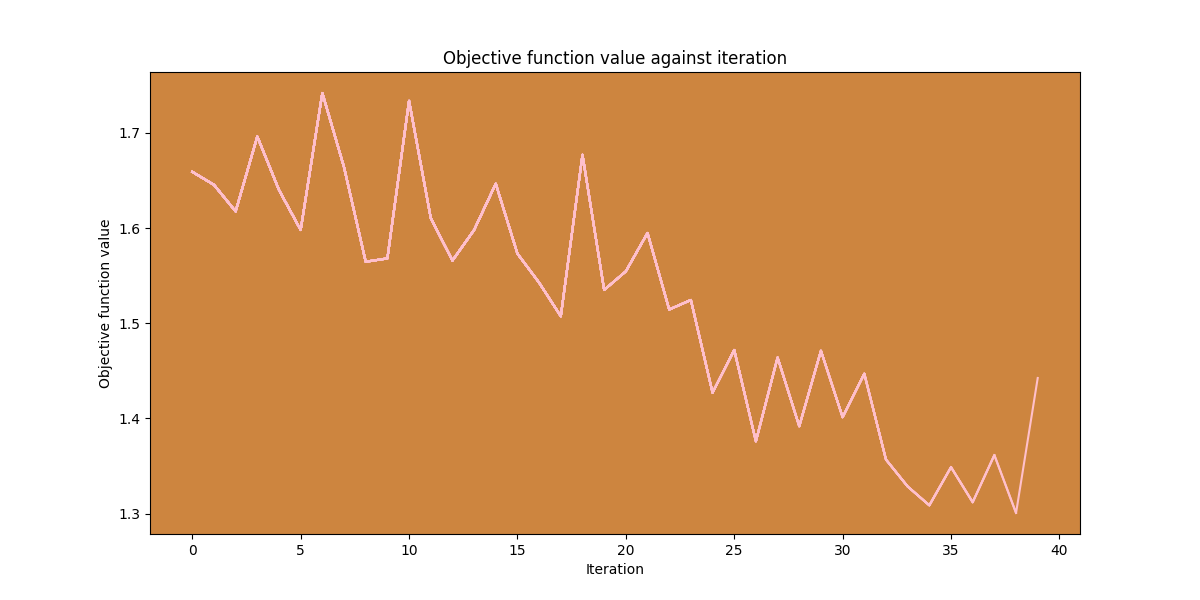 Objective function value against iteration
1.7
1.6
1.5
1.4
1.3
Objective function value
0 5 10 15 20 25 30 35 40
Iteration